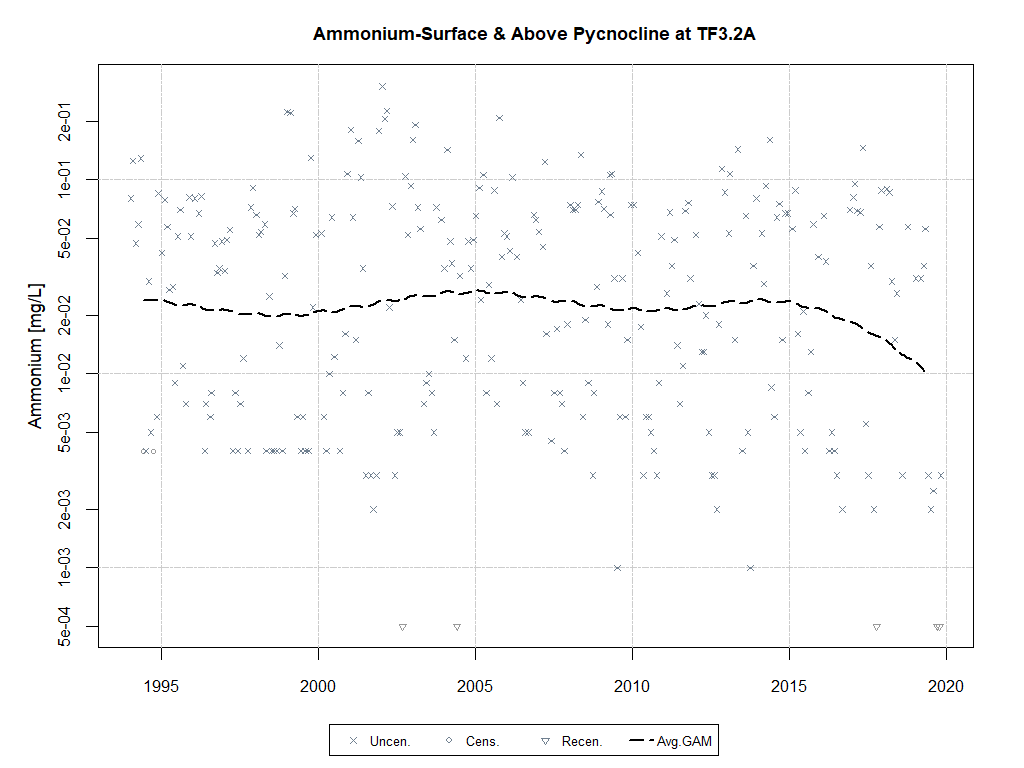 Ammonium-Surface & Above Pycnocline at TF3.2A
Ammonium [mg/L]
2e-01
1e-01
5e-02
2e-02
1e-02
5e-03
2e-03
1e-03
5e-04
1995 2000 2005 2010 2015 2020
Uncen. Cens. Recen. Avg.GAM